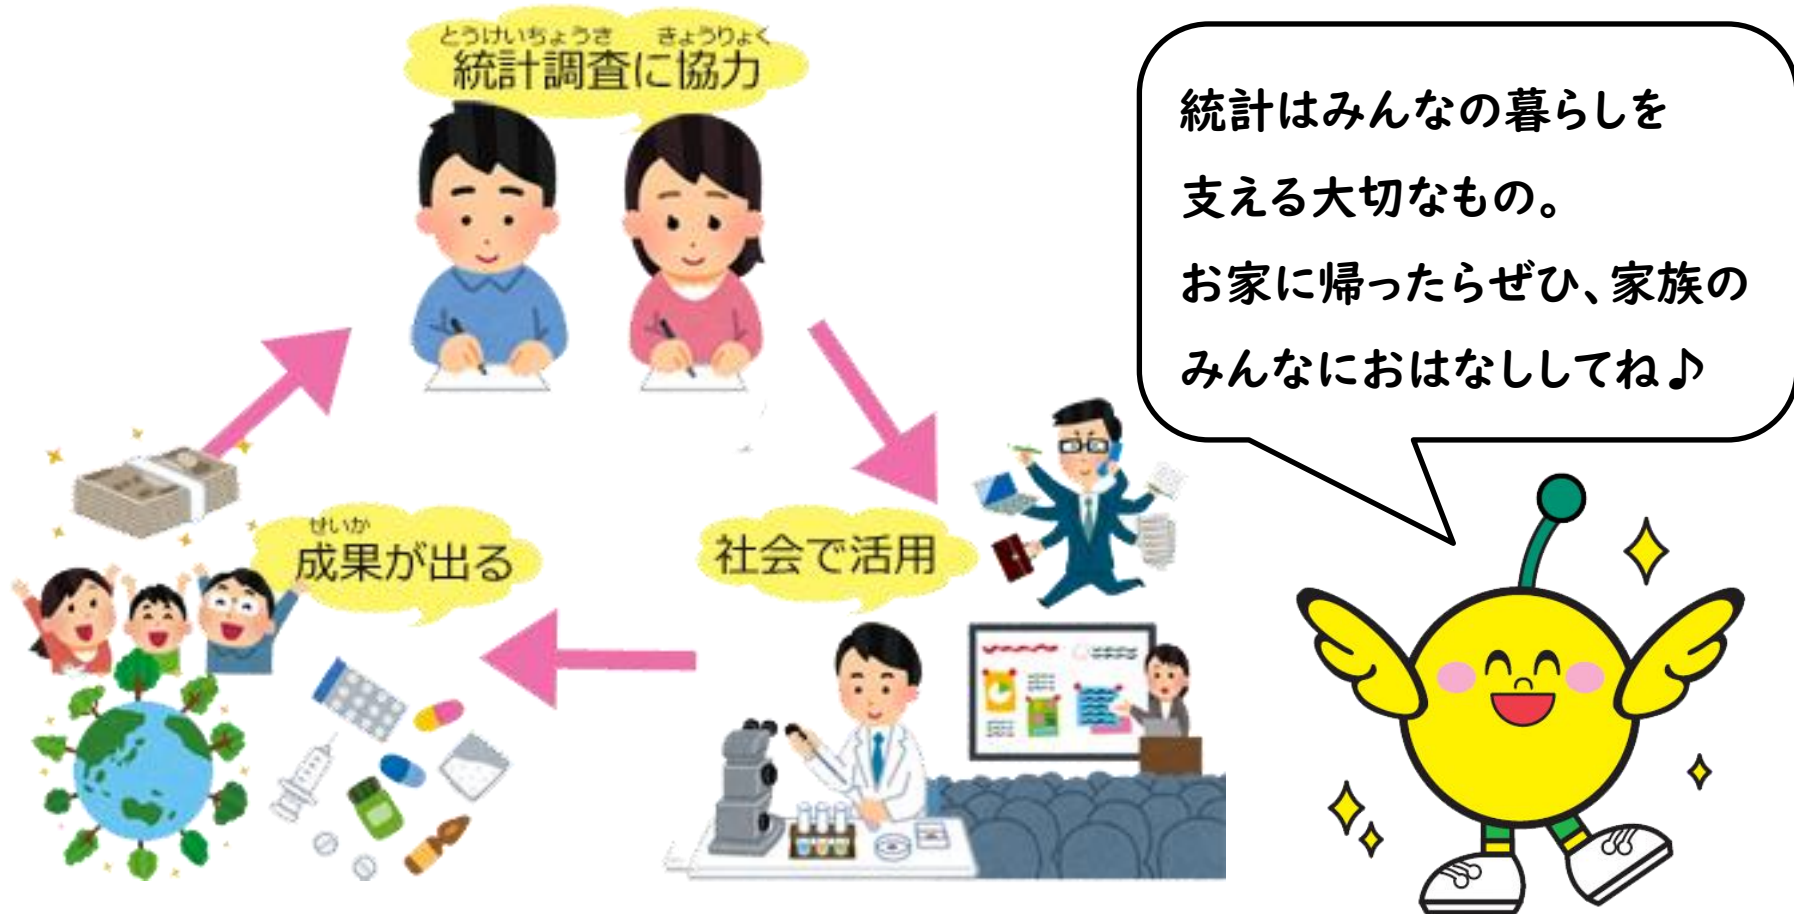 とうけいちょうさ きょうりょく
統計調査に協力
統計はみんなの暮らしを
支える大切なもの。
お家に帰ったらぜひ、家族の
みんなにおはなししてね♪
せいか
成果が出る
社会で活用